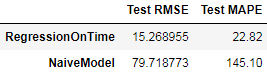 Test RMSE Test MAPE
RegressionOnTime 15.268955 22.82
NaiveModel 79.718773 145.10